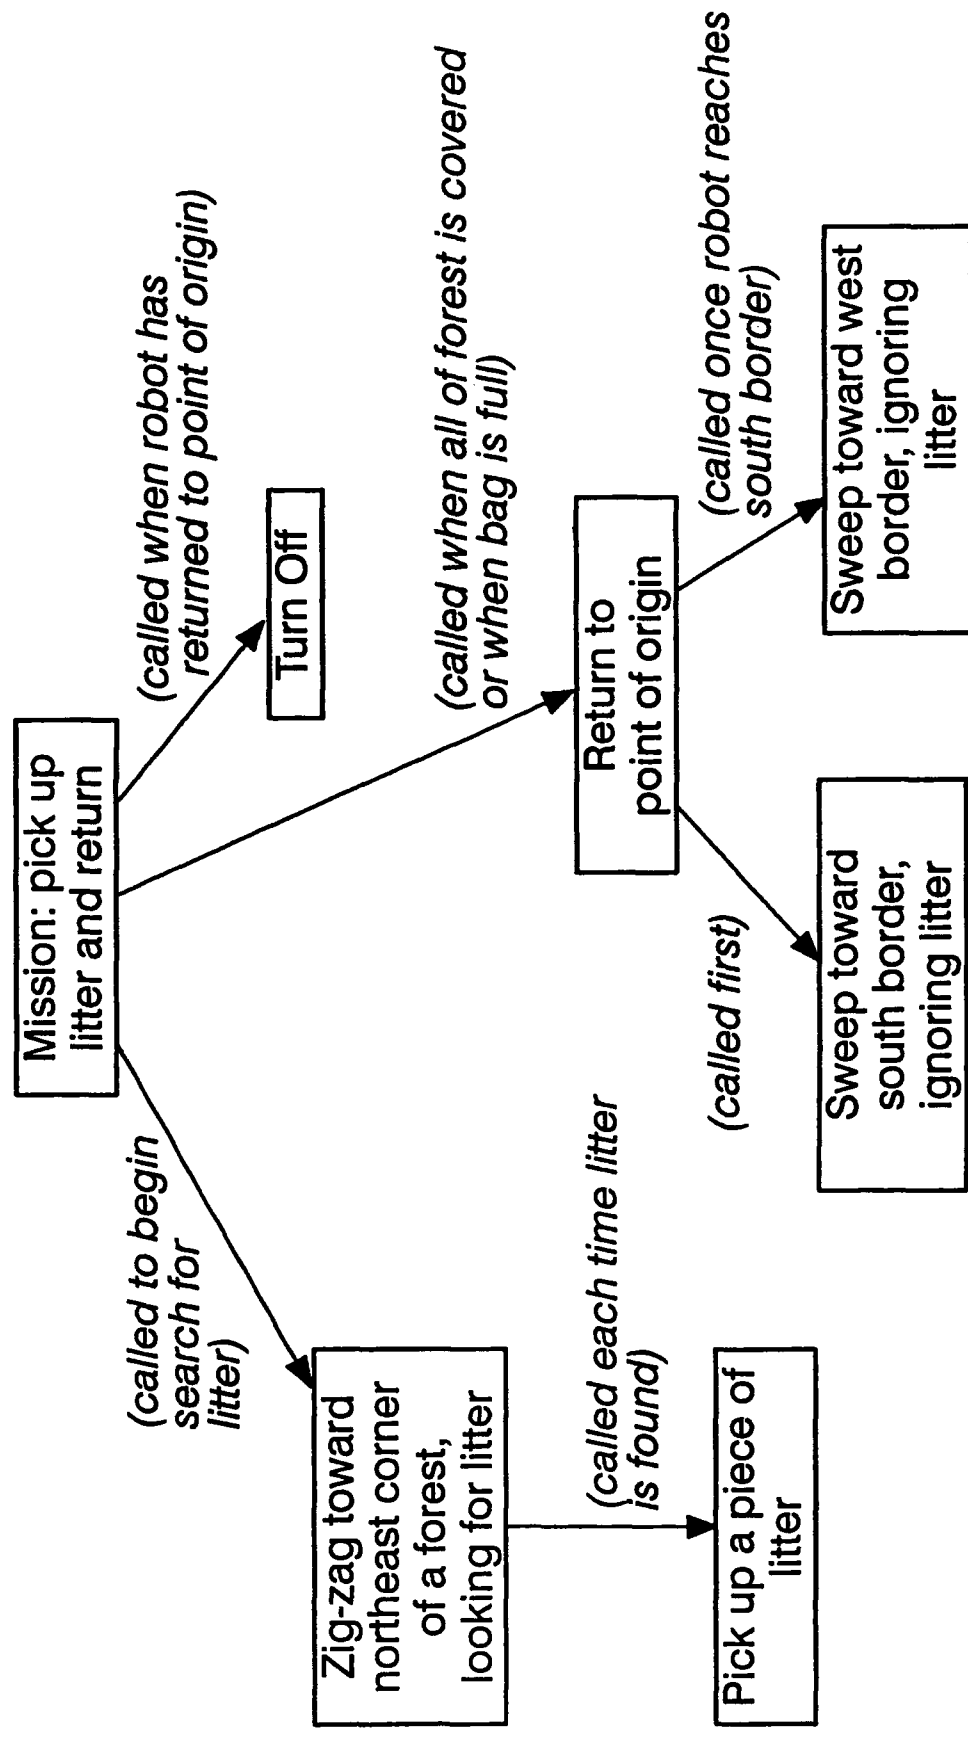 Mission: pick up
litter and return
(called to begin
search for
litter)
(called when robot has
returned to point of origin)
Turn Off
(called when all of forest is covered
or when bag is full)
Zig-zag toward
northeast corner
of a forest,
looking for litter
(called each time litter
is found)
Pick up a piece of
litter
Return to
point of origin
(called first)
(called once robot reaches
south border)
Sweep toward
south border,
ignoring litter
Sweep toward west
border, ignoring
litter